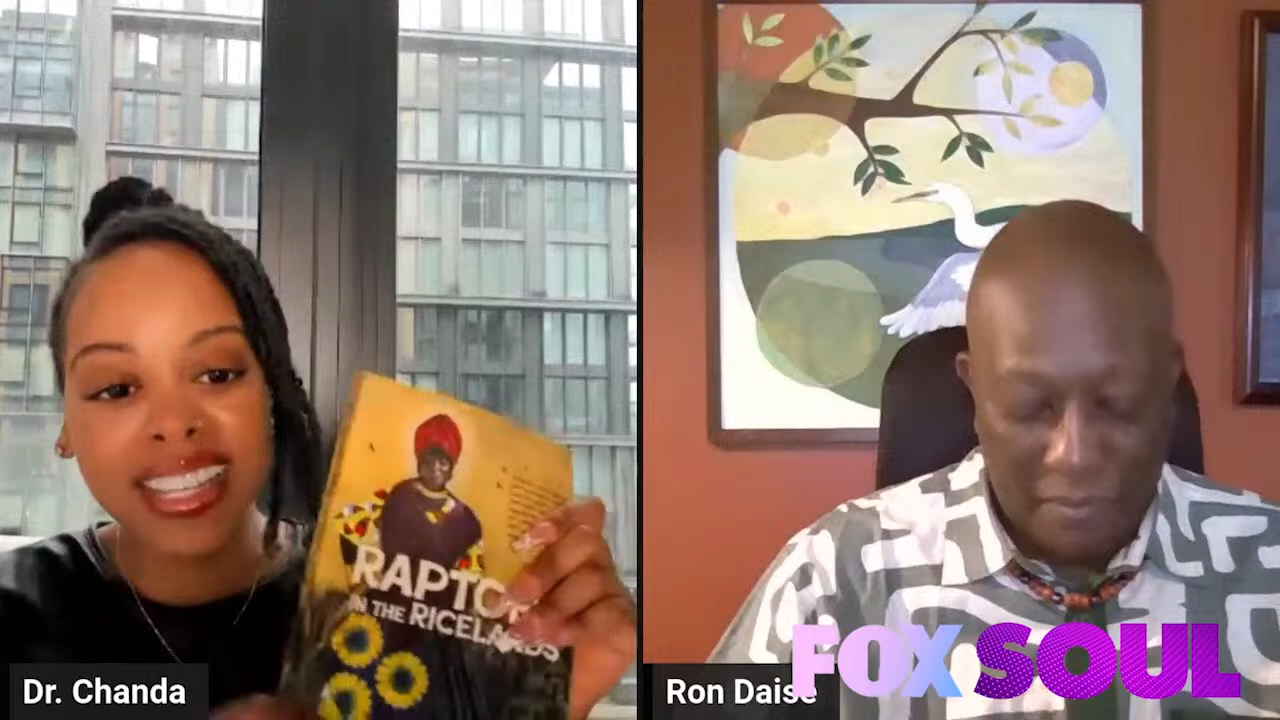 RAPTO
IN THE RICELANDS
Dr. Chanda
Ron Daise
FOX SOUL